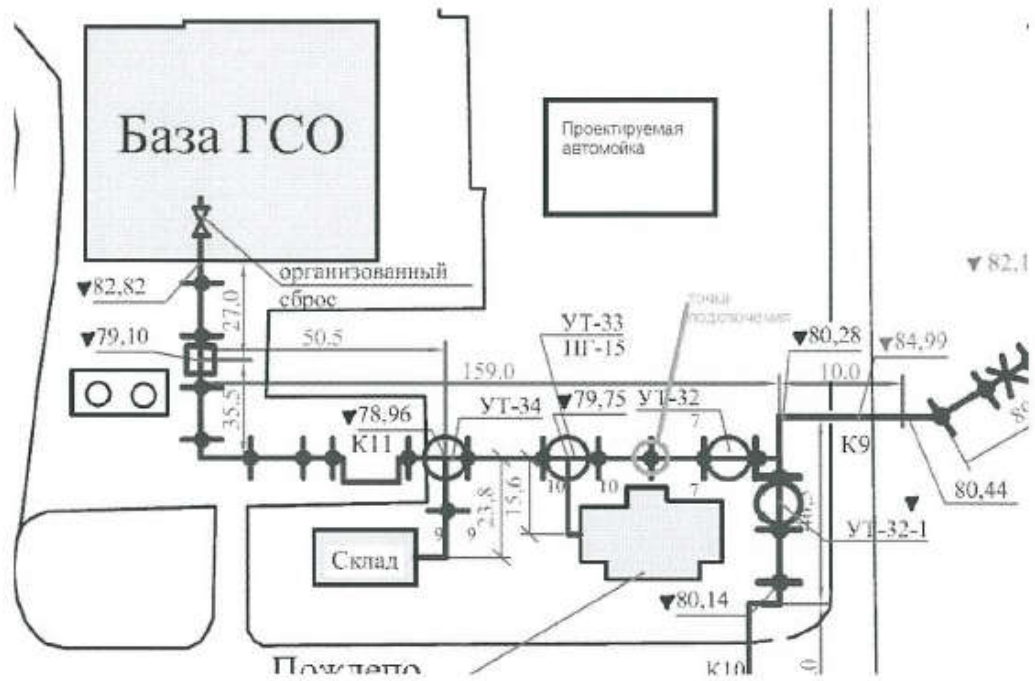 База ГСО
Проектируемая
автомойка
▼82,1
организованный
сброс
▼82,82
27,0
точка
подключения
УТ-33
ПГ-15
▼79,10
50,5
▼80,28
▼84,99
159,0
10,0
35,5
▼78,96
УТ-34
▼79,75
УТ-32
7
К11
К9
10
10
7
80,44
23,8
15,6
9
9
УТ-32-1
Склад
▼80,14
Пождепо
К10